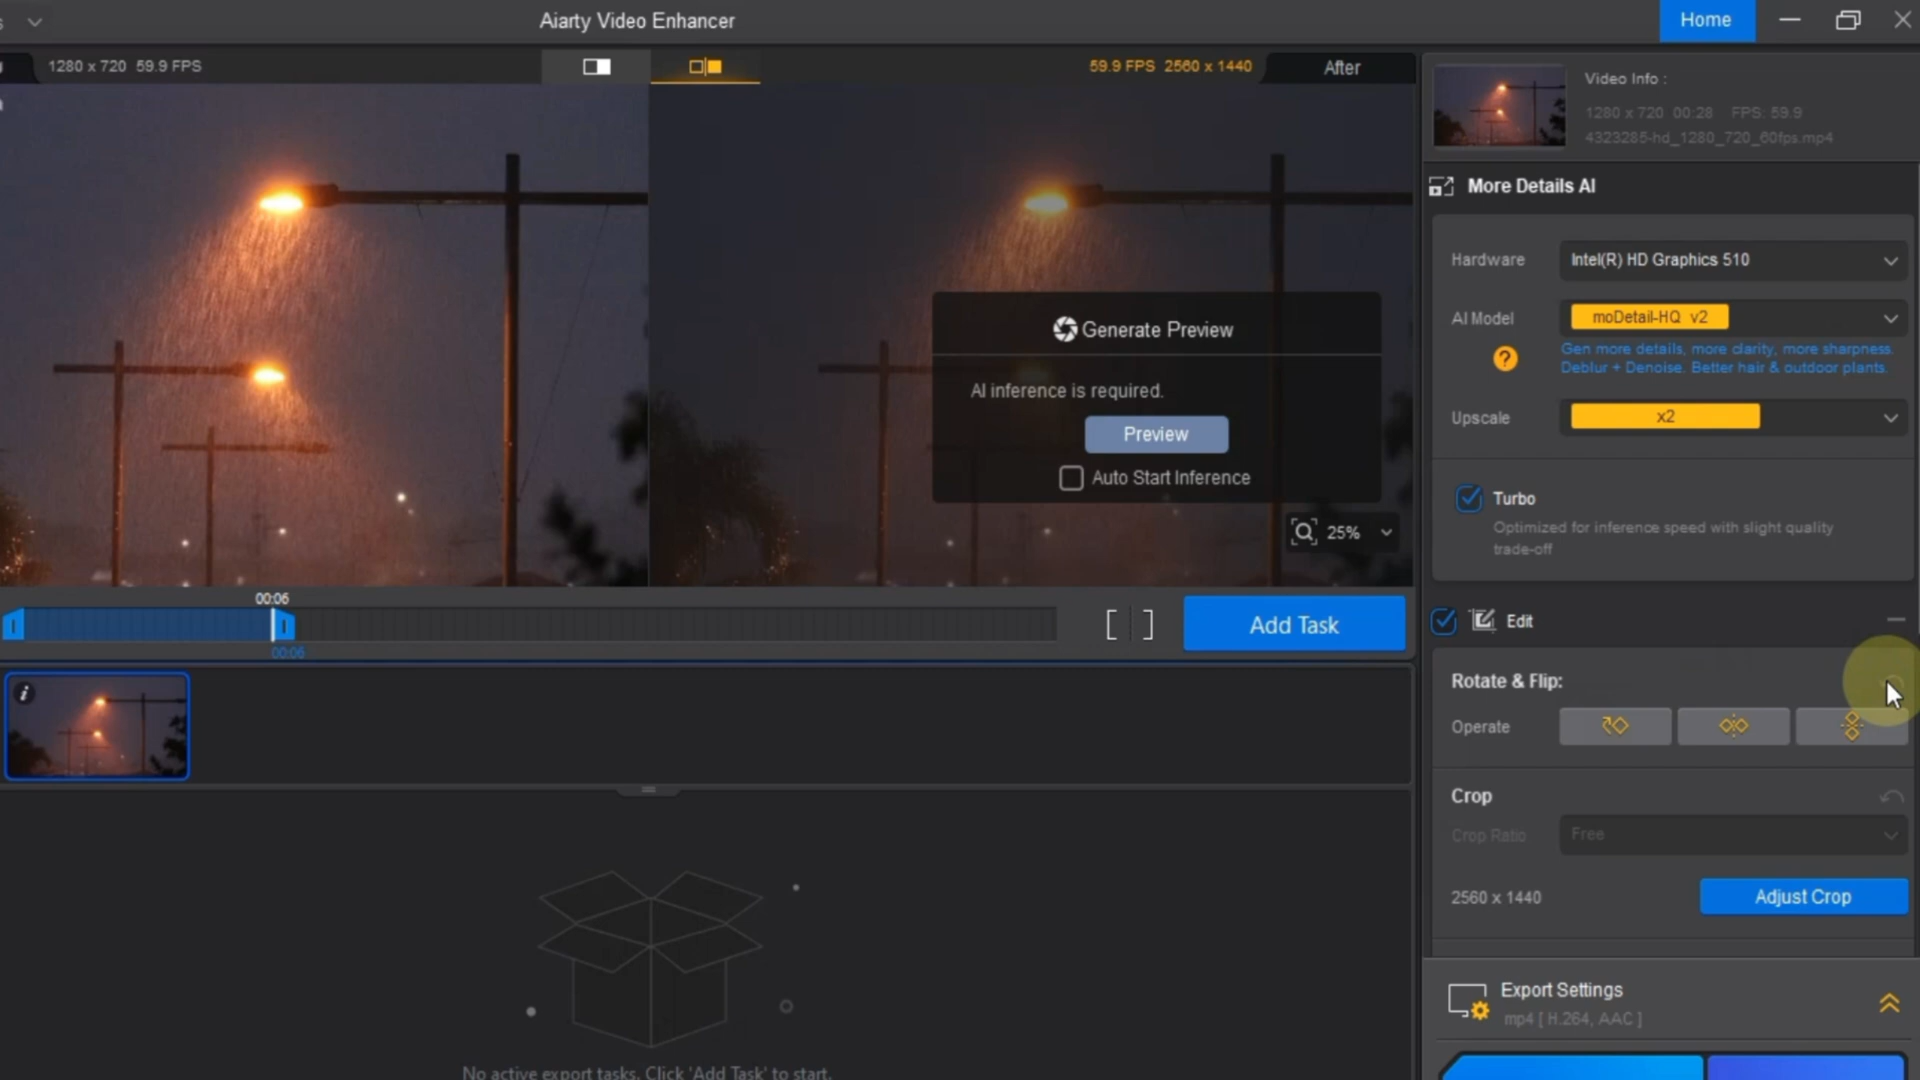 Aiarty Video Enhancer
Home
1280 x 720 59.9 FPS
59.9 FPS 2560 x 1440
After
Video Info :
1280 x 720 00:28 FPS: 59.9
4323285-hd_1280_720_60fps.mp4
More Details AI
Hardware
Intel(R) HD Graphics 510
AI Model
moDetail-HQ v2
Gen more details, more clarity, more sharpness.
Deblur + Denoise. Better hair & outdoor plants.
Upscale
x2
Generate Preview
AI inference is required.
Preview
Auto Start Inference
25%
Turbo
Optimized for inference speed with slight quality
trade-off
00:06
00:06
Add Task
Edit
Rotate & Flip:
Operate
Crop
Crop Ratio
Free
2560 x 1440
Adjust Crop
Export Settings
mp4 [ H.264, AAC ]
No active export tasks. Click 'Add Task' to start.